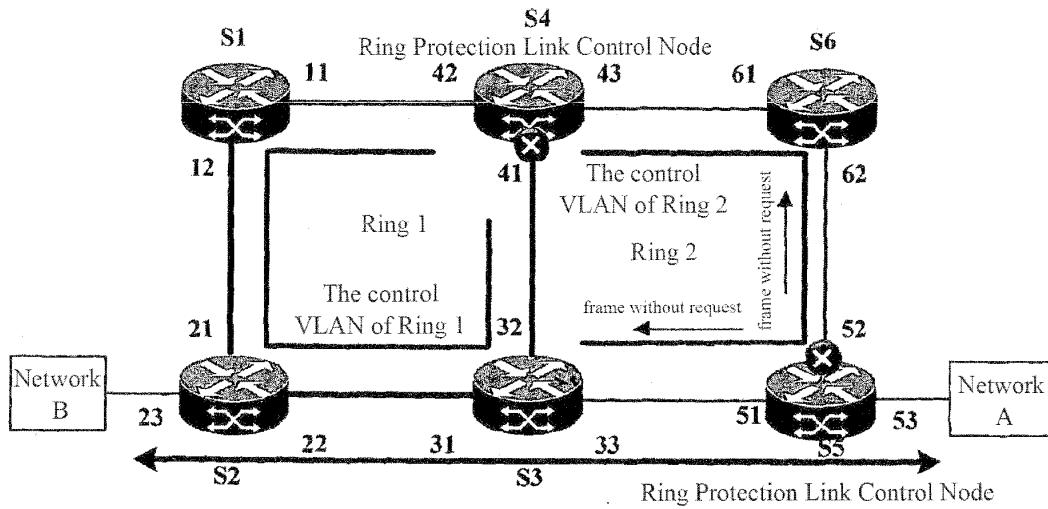 S4
S1
Ring Protection Link Control Node
S6
11
42
43
61
12
41
62
The control
VLAN of Ring 2
Ring 1
Ring 2
frame without request
frame without request
The control
VLAN of Ring 1
21
32
52
Network
B
Network
A
23
22
31
33
51
53
S2
S3
S5
Ring Protection Link Control Node